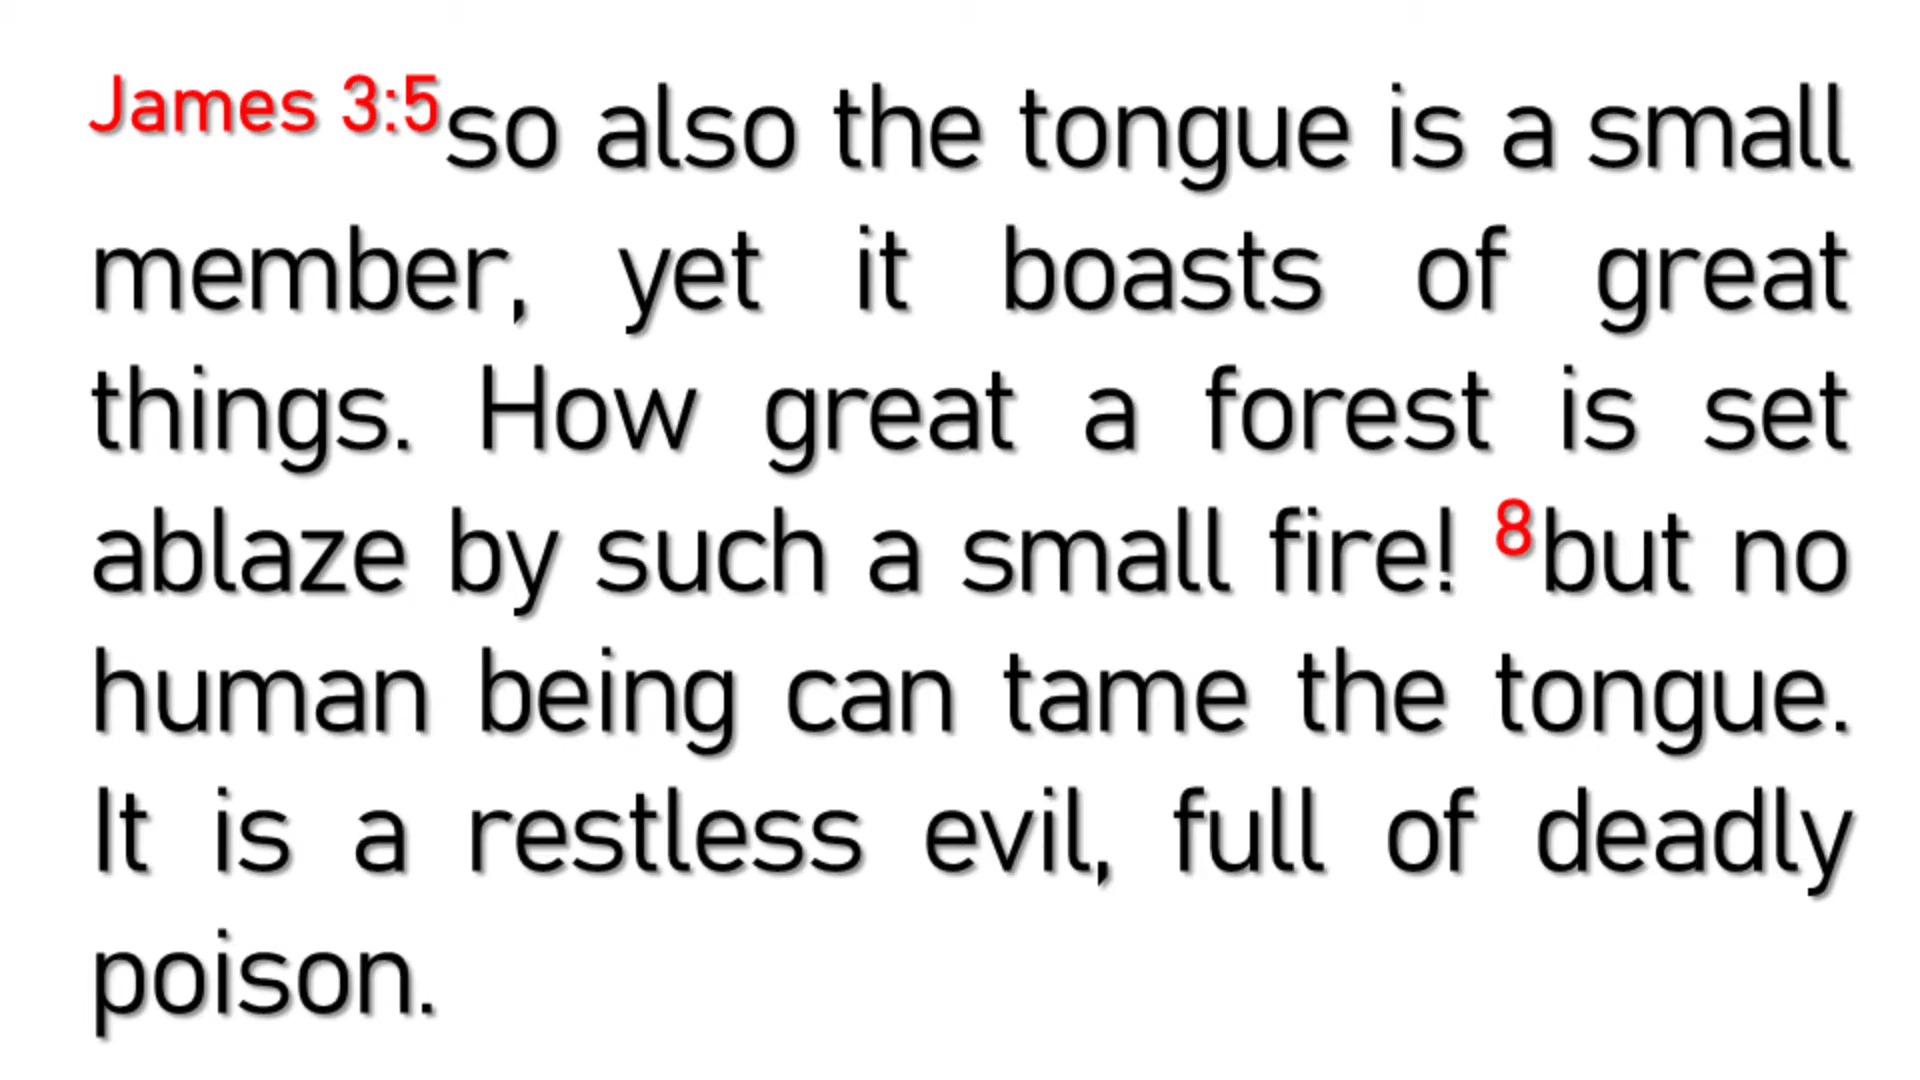 James 3:5so also the tongue is a small
member, yet it boasts of great
things. How great a forest is set
ablaze by such a small fire! 8but no
human being can tame the tongue.
It is a restless evil, full of deadly
poison.